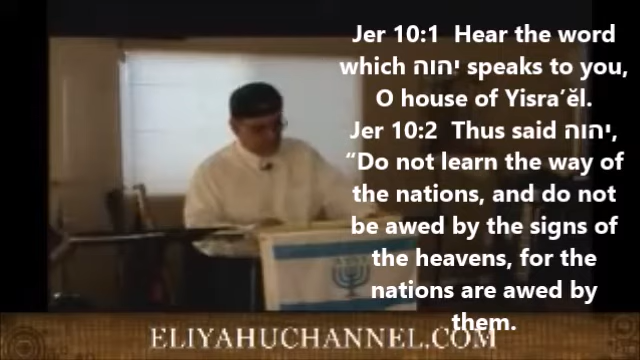 Jer 10:1 Hear the word
which יהוה speaks to you,
O house of Yisra’ĕl.
Jer 10:2 Thus said יהוה,
“Do not learn the way of
the nations, and do not
be awed by the signs of
the heavens, for the
nations are awed by
them.
ELIYAHUCHANNEL.COM